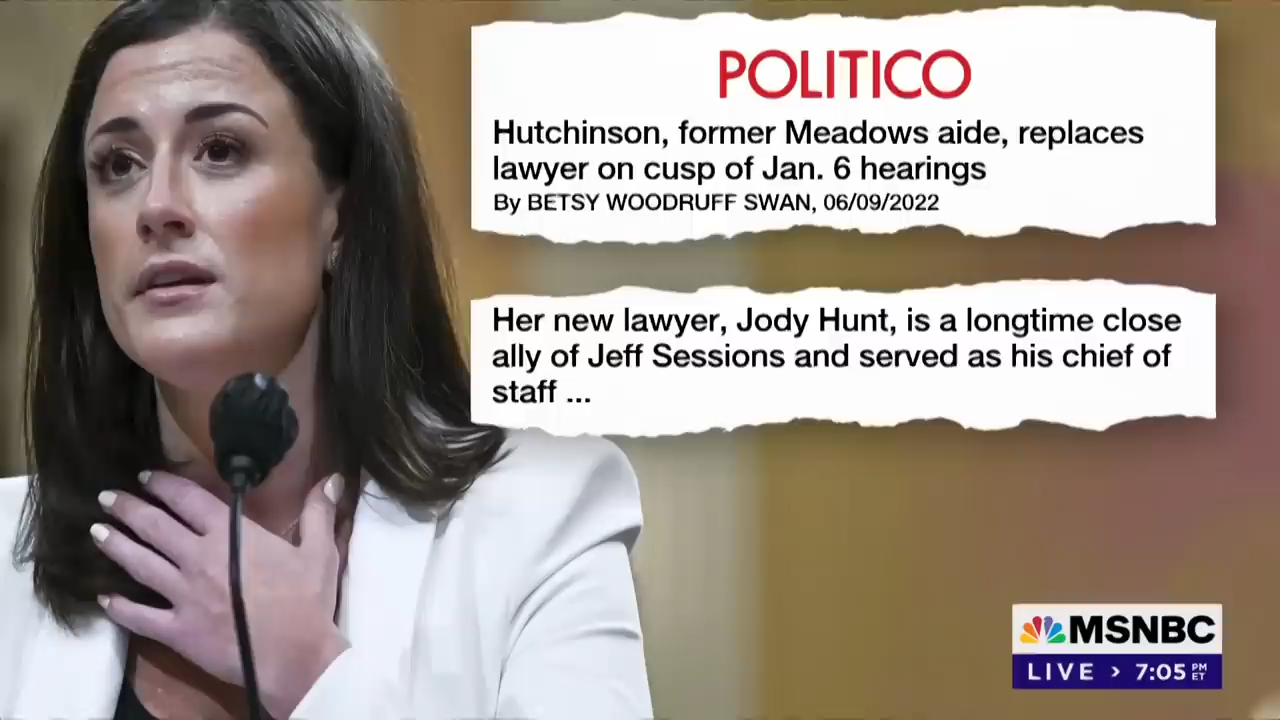 POLITICO
Hutchinson, former Meadows aide, replaces
lawyer on cusp of Jan. 6 hearings
By BETSY WOODRUFF SWAN, 06/09/2022
Her new lawyer, Jody Hunt, is a longtime close
ally of Jeff Sessions and served as his chief of
staff ...
MSNBC
LIVE > 7:05 PM ET